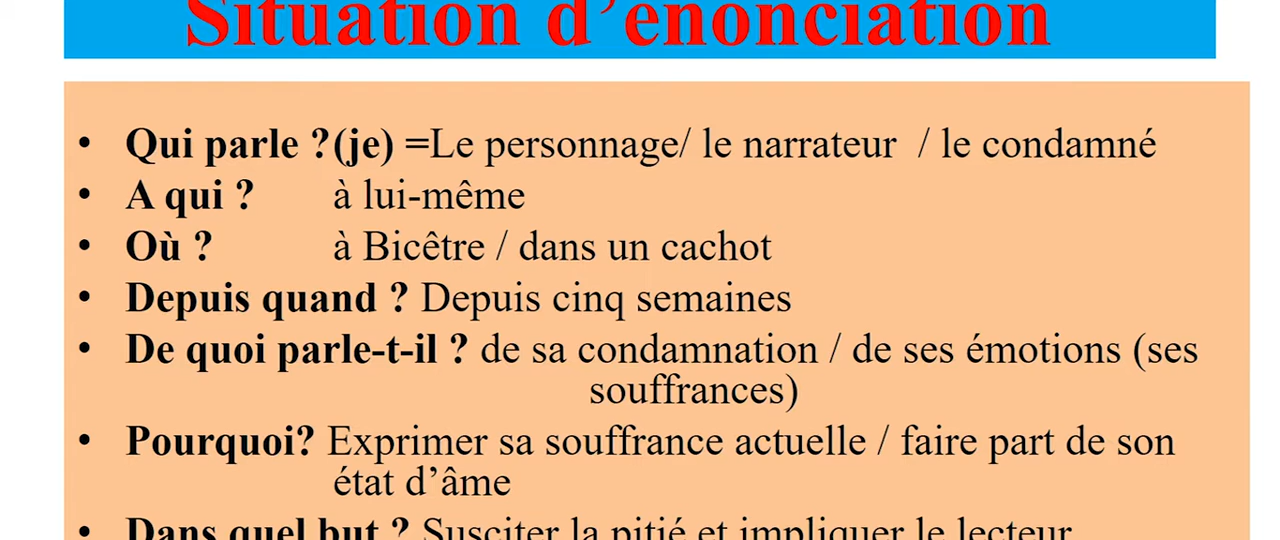 Situation d’énonciation
• Qui parle ?(je) =Le personnage/ le narrateur / le condamné
• A qui ? à lui-même
• Où ? à Bicêtre / dans un cachot
• Depuis quand ? Depuis cinq semaines
• De quoi parle-t-il ? de sa condamnation / de ses émotions (ses
souffrances)
• Pourquoi? Exprimer sa souffrance actuelle / faire part de son
état d’âme
• Dans quel but ? Susciter la pitié et impliquer le lecteur